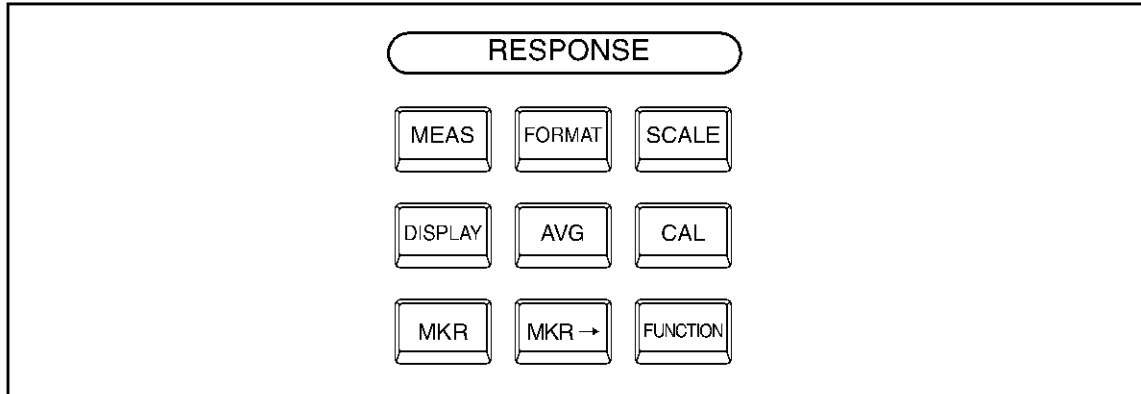 RESPONSE
MEAS FORMAT SCALE
DISPLAY AVG CAL
MKR MKR→ FUNCTION